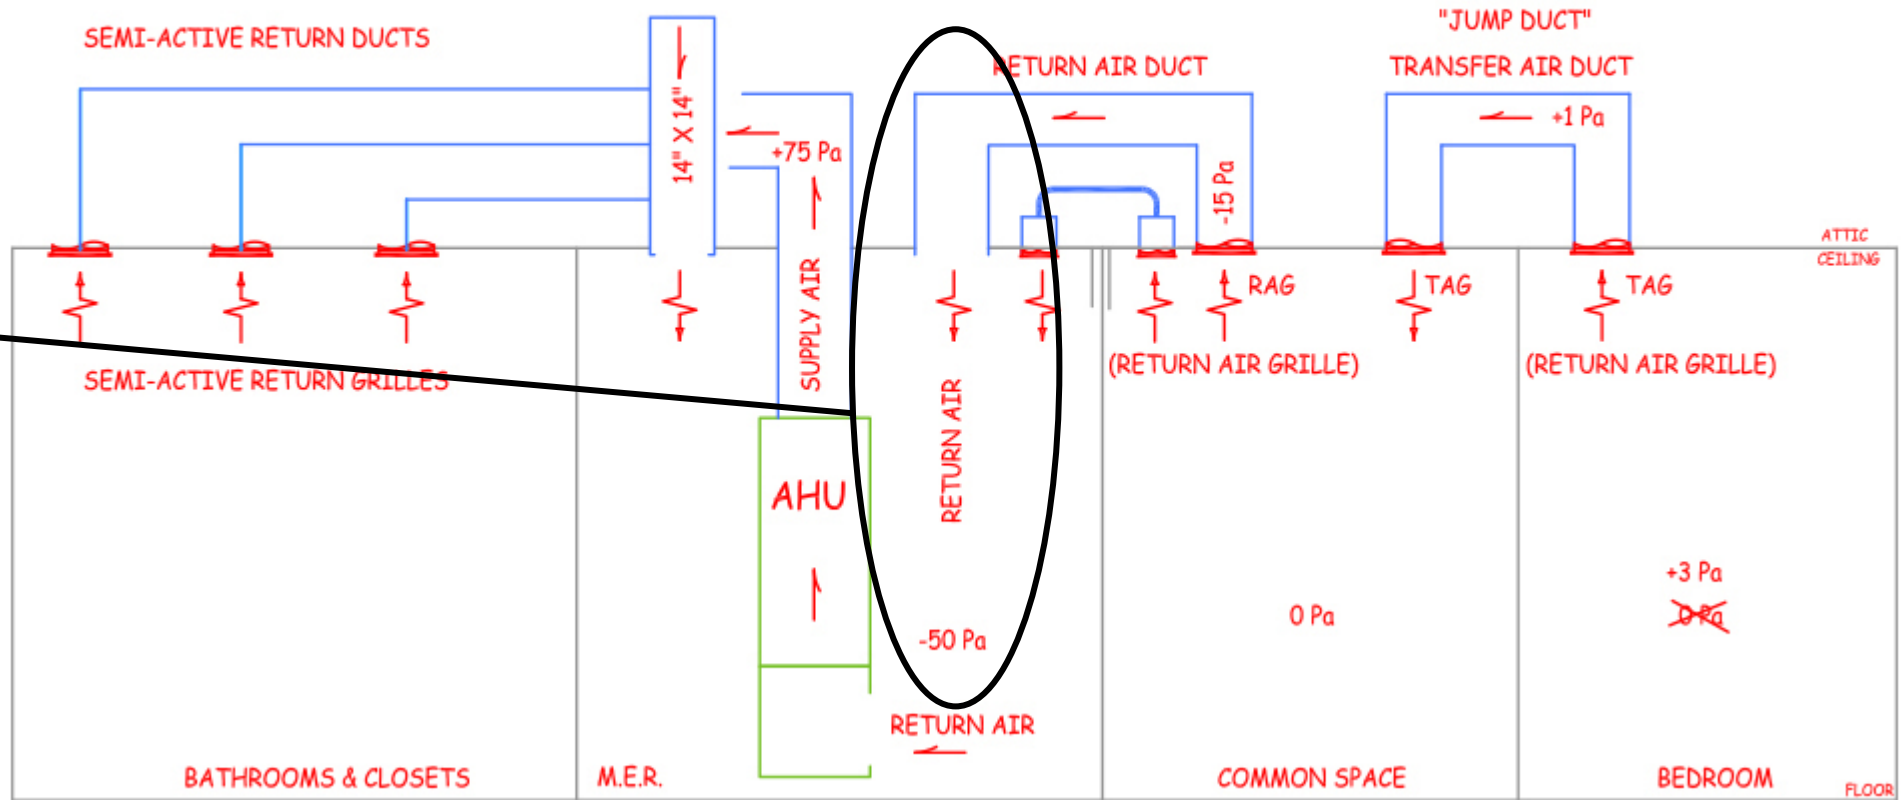 "JUMP DUCT"
SEMI-ACTIVE RETURN DUCTS
RETURN AIR DUCT
TRANSFER AIR DUCT
14" X 14"
+75 Pa
+1 Pa
-15 Pa
ATTIC
CEILING
SUPPLY AIR
RAG
TAG
TAG
(RETURN AIR GRILLE)
(RETURN AIR GRILLE)
SEMI-ACTIVE RETURN GRILLES
RETURN AIR
AHU
+3 Pa
0 Pa
0 Pa
-50 Pa
RETURN AIR
BATHROOMS & CLOSETS
M.E.R.
COMMON SPACE
BEDROOM
FLOOR